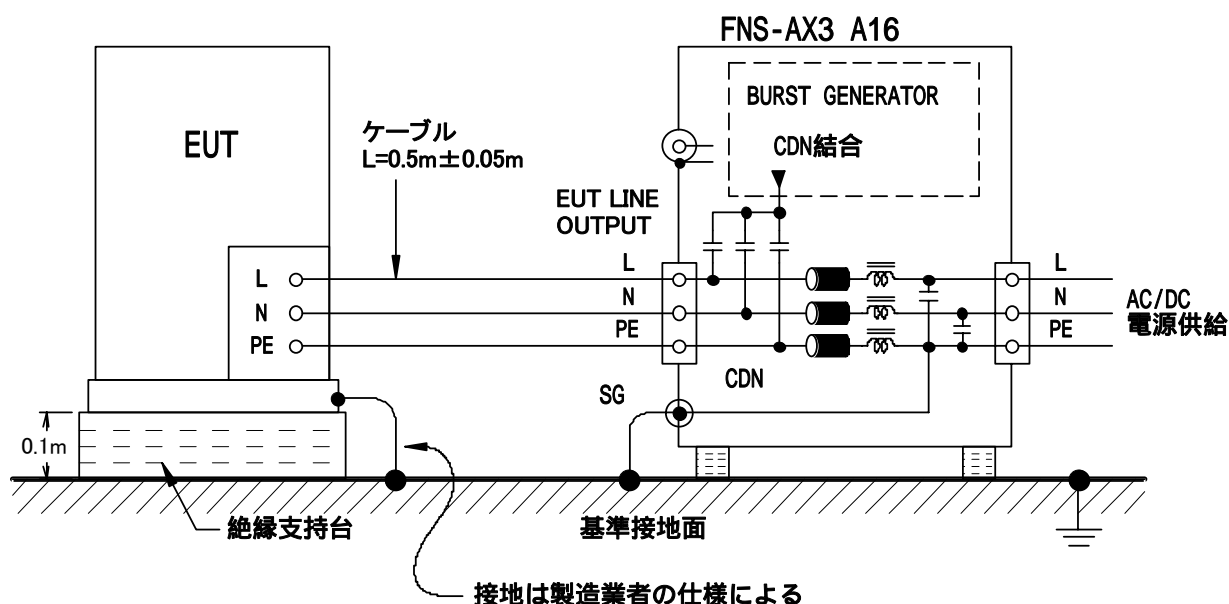 FNS-AX3 A16
BURST GENERATOR
CDN結合
EUT
ケーブル
L=0.5m±0.05m
EUT LINE
OUTPUT
L
N
PE
L
N
PE
L
N
PE
AC/DC
電源供給
CDN
SG
0.1m
絶縁支持台
基準接地面
接地は製造業者の仕様による